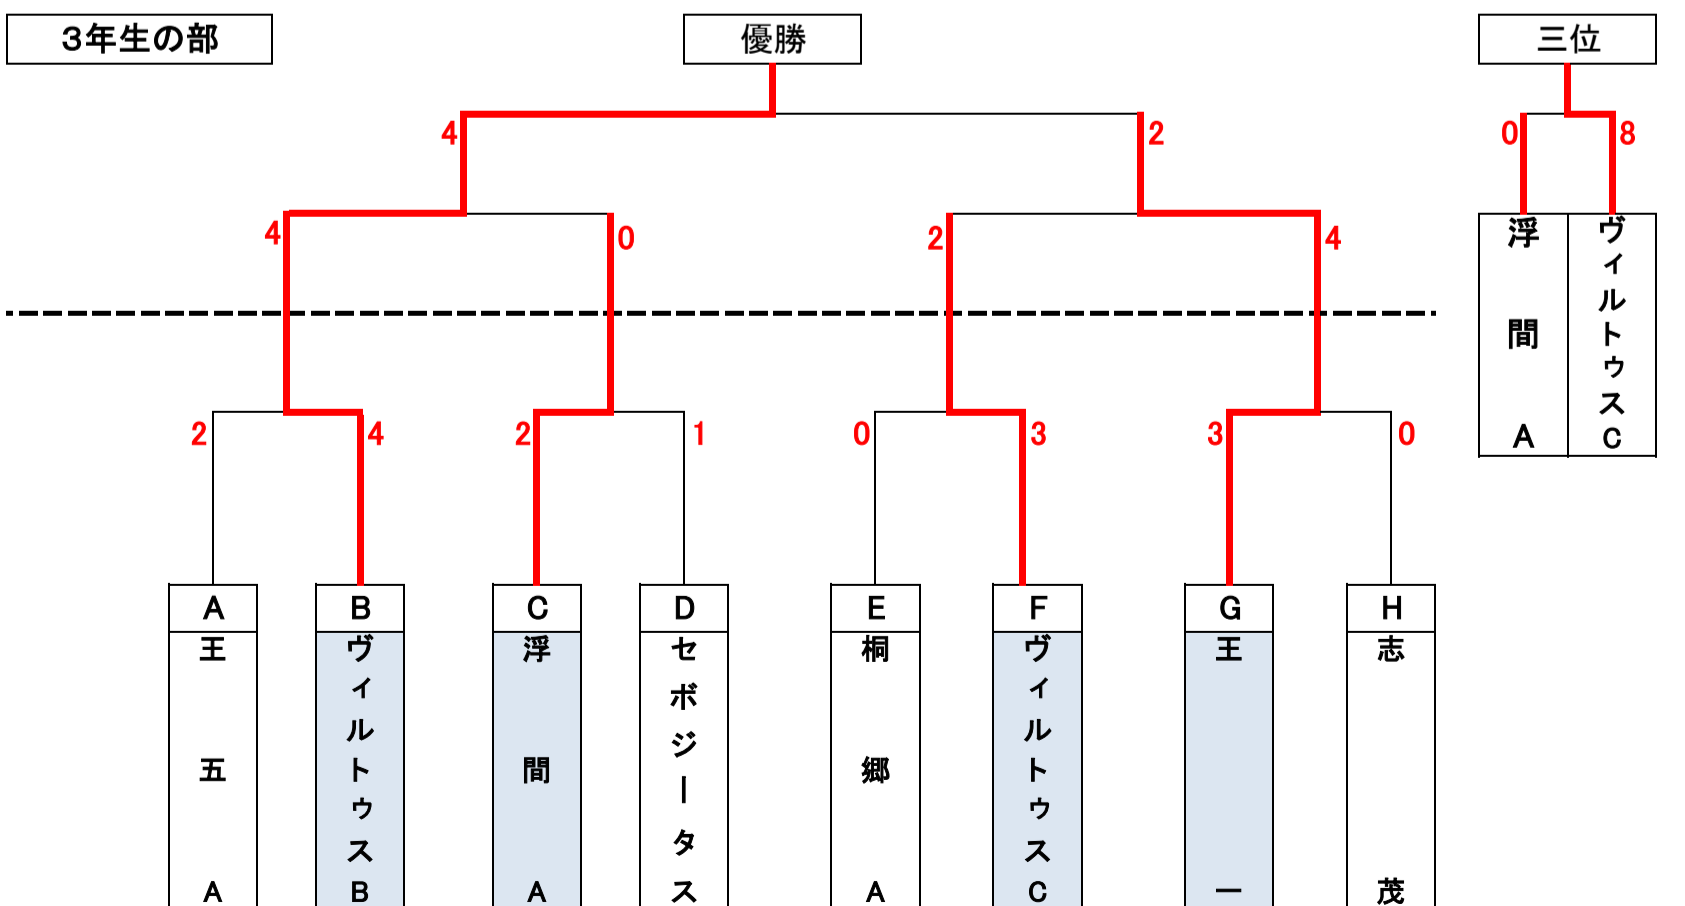 ３年生の部
優勝
三位
4
2
0
8
4
0
2
4
浮間A
ヴィルトゥスC
2
4
2
1
0
3
3
0
A
B
C
D
E
F
G
H
王五A
ヴィルトゥスB
浮間A
セボジータス
桐郷A
ヴィルトゥスC
王一
志茂